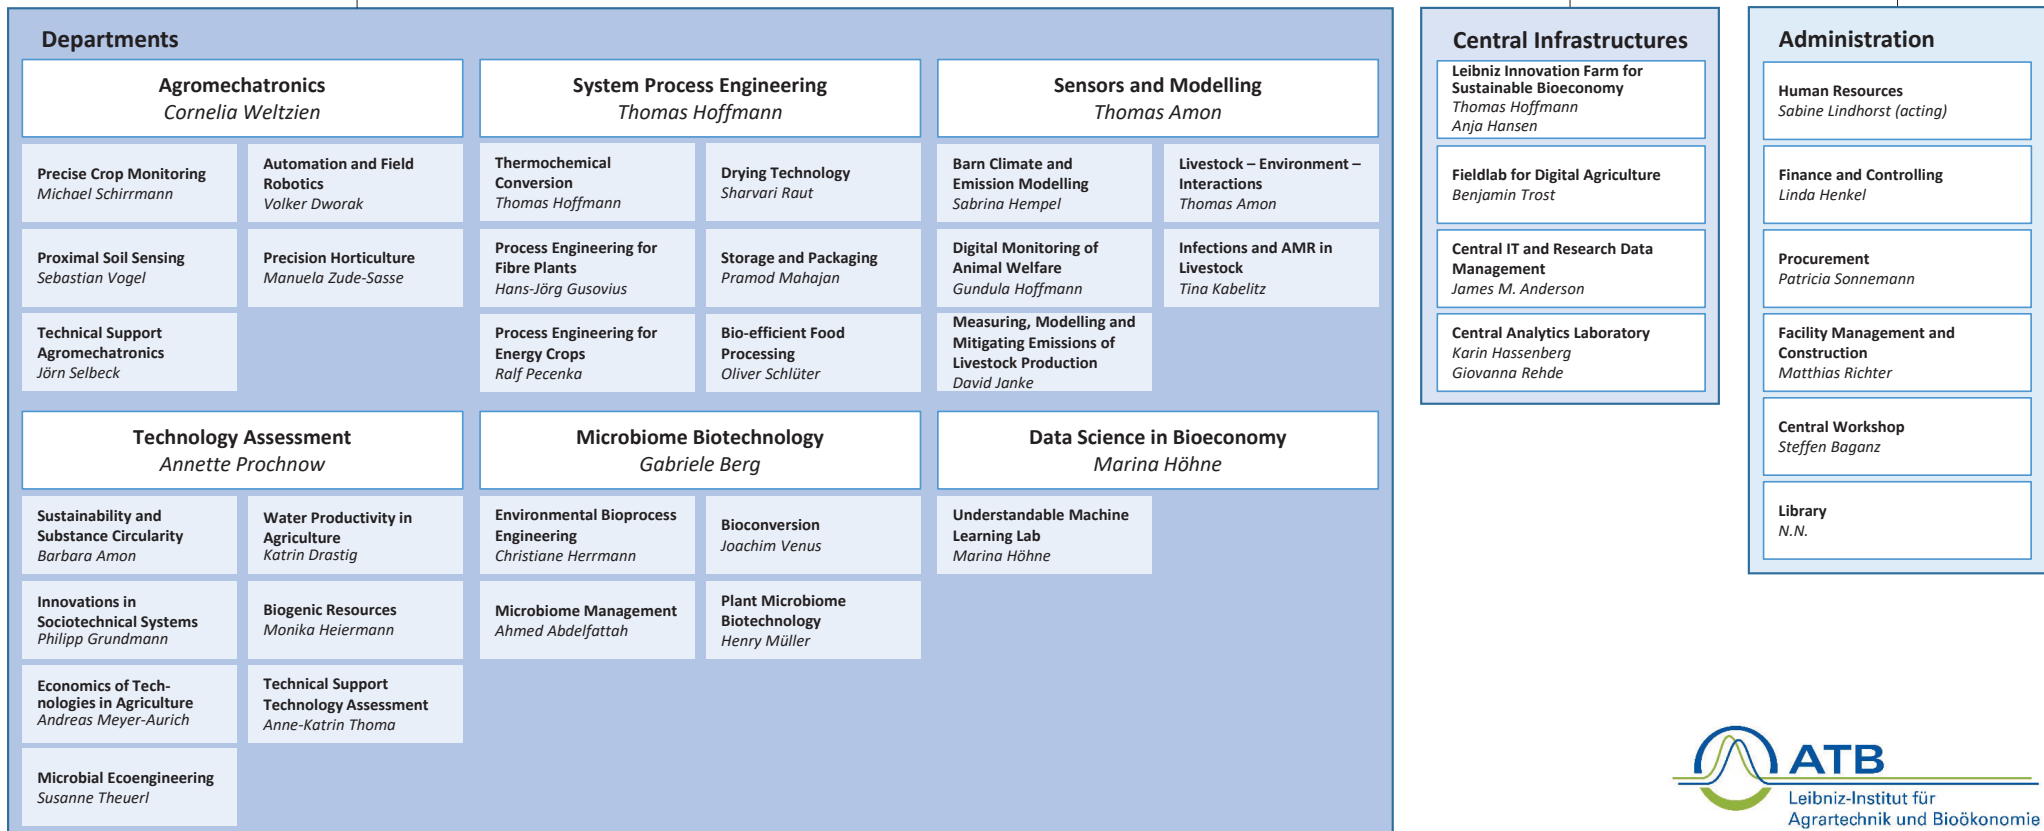 Departments
Agromechatronics
Cornelia Weltzien
Precise Crop Monitoring
Michael Schirrmann
Automation and Field
Robotics
Volker Dworak
Proximal Soil Sensing
Sebastian Vogel
Precision Horticulture
Manuela Zude-Sasse
Technical Support
Agromechatronics
Jörn Selbeck
System Process Engineering
Thomas Hoffmann
Thermochemical
Conversion
Thomas Hoffmann
Drying Technology
Sharvari Raut
Process Engineering for
Fibre Plants
Hans-Jörg Gusovius
Storage and Packaging
Pramod Mahajan
Process Engineering for
Energy Crops
Ralf Pecenka
Bio-efficient Food
Processing
Oliver Schlüter
Sensors and Modelling
Thomas Amon
Barn Climate and
Emission Modelling
Sabrina Hempel
Livestock – Environment –
Interactions
Thomas Amon
Digital Monitoring of
Animal Welfare
Gundula Hoffmann
Infections and AMR in
Livestock
Tina Kabelitz
Measuring, Modelling and
Mitigating Emissions of
Livestock Production
David Janke
Technology Assessment
Annette Prochnow
Sustainability and
Substance Circularity
Barbara Amon
Water Productivity in
Agriculture
Katrin Drastig
Innovations in
Sociotechnical Systems
Philipp Grundmann
Biogenic Resources
Monika Heiermann
Economics of Tech-
nologies in Agriculture
Andreas Meyer-Aurich
Technical Support
Technology Assessment
Anne-Katrin Thoma
Microbial Ecoengineering
Susanne Theuerl
Microbiome Biotechnology
Gabriele Berg
Environmental Bioprocess
Engineering
Christiane Herrmann
Bioconversion
Joachim Venus
Microbiome Management
Ahmed Abdelfattah
Plant Microbiome
Biotechnology
Henry Müller
Data Science in Bioeconomy
Marina Höhne
Understandable Machine
Learning Lab
Marina Höhne
Central Infrastructures
Leibniz Innovation Farm for
Sustainable Bioeconomy
Thomas Hoffmann
Anja Hansen
Fieldlab for Digital Agriculture
Benjamin Trost
Central IT and Research Data
Management
James M. Anderson
Central Analytics Laboratory
Karin Hassenberg
Giovanna Rehde
Administration
Human Resources
Sabine Lindhorst (acting)
Finance and Controlling
Linda Henkel
Procurement
Patricia Sonnemann
Facility Management and
Construction
Matthias Richter
Central Workshop
Steffen Baganz
Library
N.N.
ATB
Leibniz-Institut für
Agrartechnik und Bioökonomie